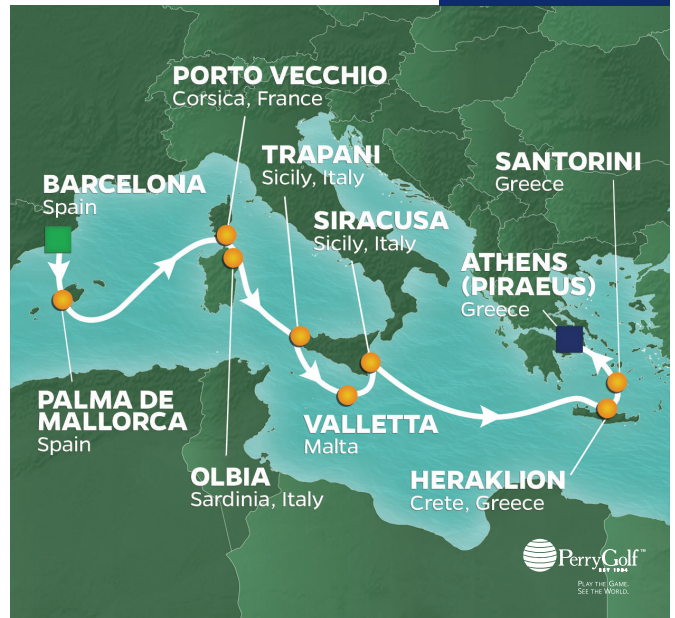 PORTO VECCHIO
Corsica, France
TRAPANI
Sicily, Italy
SANTORINI
Greece
BARCELONA
Spain
SIRACUSA
Sicily, Italy
ATHENS
(PIRAEUS)
Greece
PALMA DE
MALLORCA
Spain
VALLETTA
Malta
OLBIA
Sardinia, Italy
HERAKLION
Crete, Greece
PerryGolf™
EST 1984
PLAY THE GAME.
SEE THE WORLD.